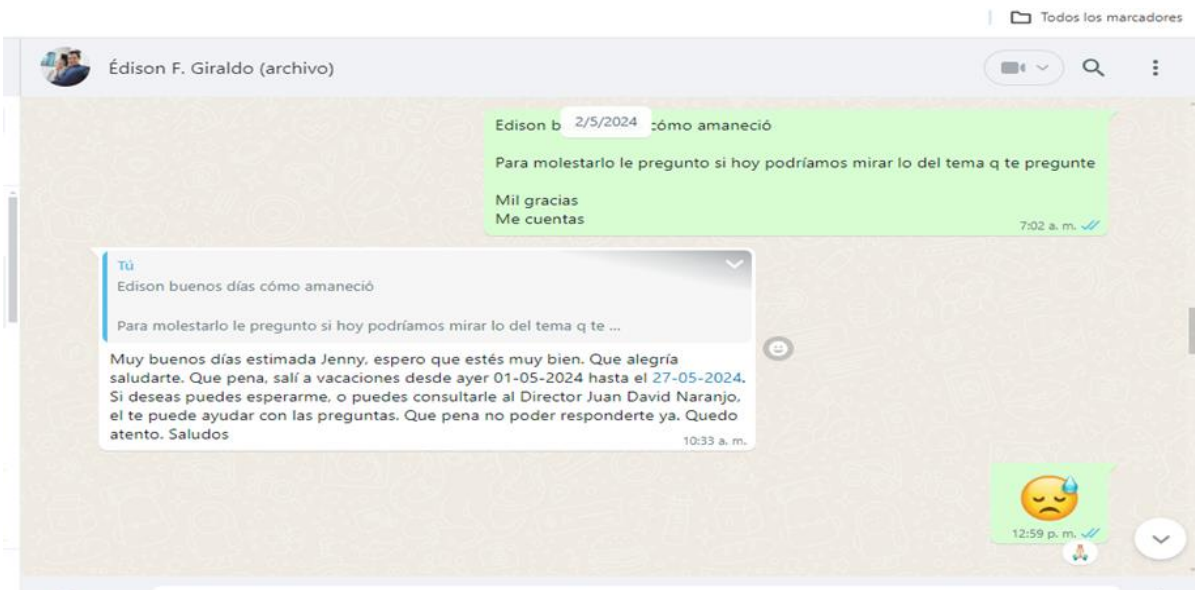 Todos los marcadores
Édison F. Giraldo (archivo)
2/5/2024
Edison b cómo amaneció
Para molestarlo le pregunto si hoy podríamos mirar lo del tema q te pregunte
Mil gracias
Me cuentas
7:02 a. m.
Tú
Edison buenos días cómo amaneció
Para molestarlo le pregunto si hoy podríamos mirar lo del tema q te ...
Muy buenos días estimada Jenny, espero que estés muy bien. Que alegría
saludarte. Que pena, salí a vacaciones desde ayer 01-05-2024 hasta el 27-05-2024.
Si deseas puedes esperarme, o puedes consultarle al Director Juan David Naranjo,
el te puede ayudar con las preguntas. Que pena no poder responderte ya. Quedo
atento. Saludos
10:33 a. m.
12:59 p. m.